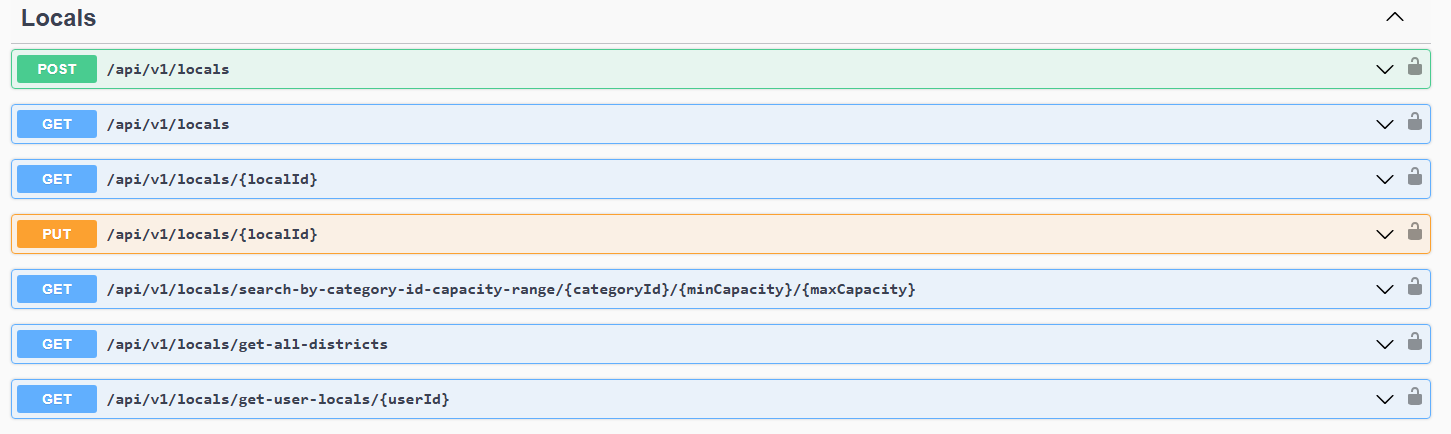 Locals
POST /api/v1/locals
GET /api/v1/locals
GET /api/v1/locals/{localId}
PUT /api/v1/locals/{localId}
GET /api/v1/locals/search-by-category-id-capacity-range/{categoryId}/{minCapacity}/{maxCapacity}
GET /api/v1/locals/get-all-districts
GET /api/v1/locals/get-user-locals/{userId}